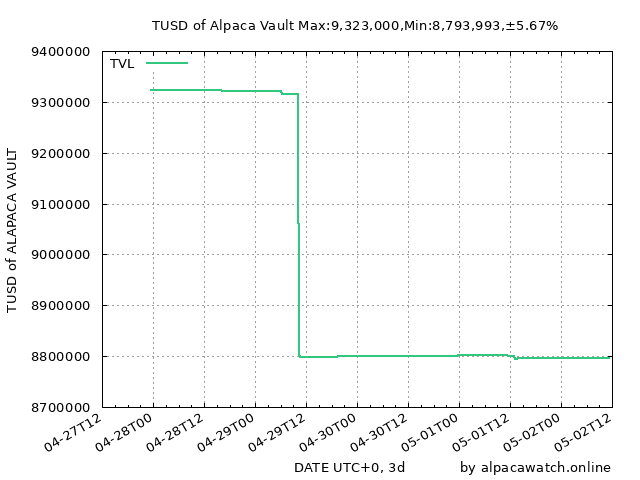 TUSD of Alpaca Vault Max:9,323,000,Min:8,793,993,±5.67%
TVL
9400000
9300000
9200000
9100000
9000000
8900000
8800000
8700000
TUSD of ALAPACA VAULT
04-27T12
04-28T00
04-28T12
04-29T00
04-29T12
04-30T00
04-30T12
05-01T00
05-01T12
05-02T00
05-02T12
DATE UTC+0, 3d
by alpacawatch.online